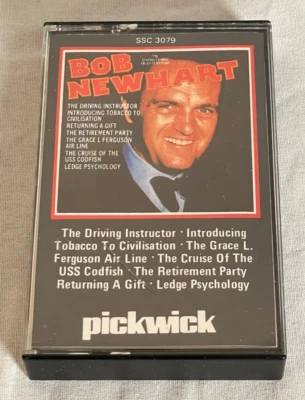 SSC 3079
BOB
NEWHART
THE DRIVING INSTRUCTOR
INTRODUCING TOBACCO TO
CIVILISATION
RETURNING A GIFT
THE RETIREMENT PARTY
THE GRACE L FERGUSON
AIR LINE
THE CRUISE OF THE
USS CODFISH
LEDGE PSYCHOLOGY
The Driving Instructor · Introducing
Tobacco To Civilisation · The Grace L.
Ferguson Air Line · The Cruise Of The
USS Codfish · The Retirement Party
Returning A Gift · Ledge Psychology
pickwick